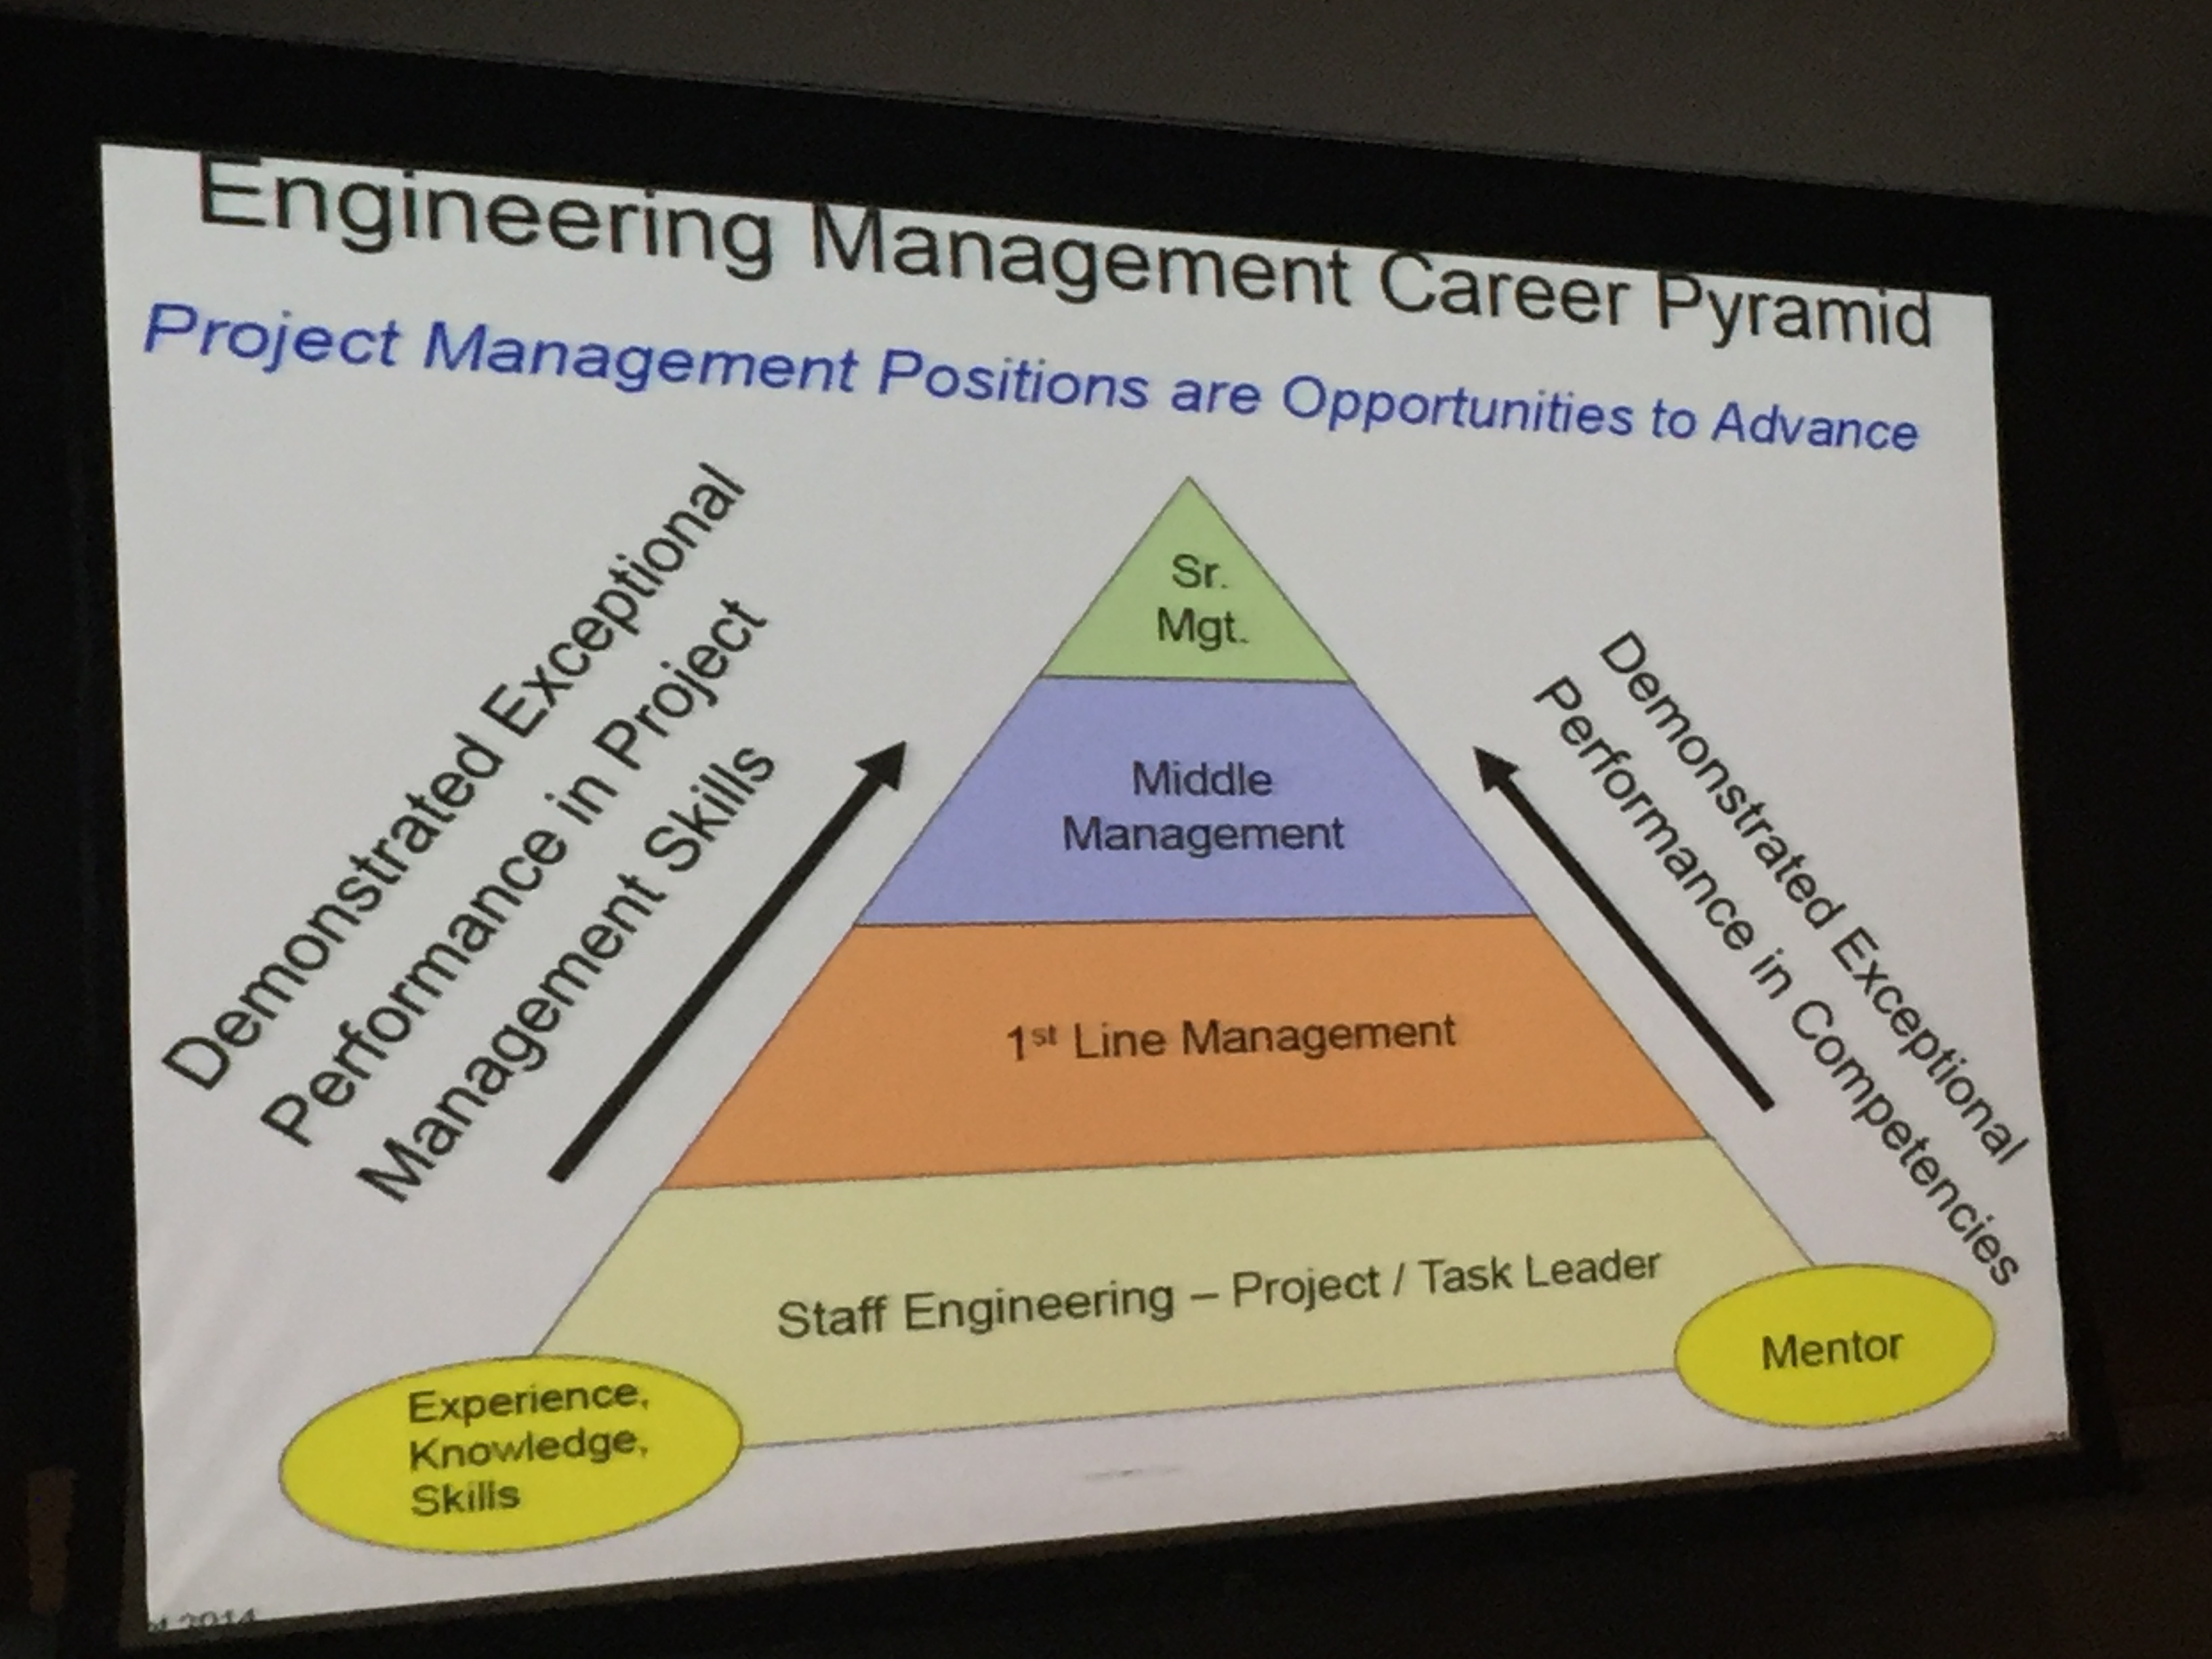 Engineering Management Career Pyramid
Project Management Positions are Opportunities to Advance
Demonstrated Exceptional
Performance in Project
Management Skills
Sr.
Mgt.
Middle
Management
1st Line Management
Staff Engineering – Project / Task Leader
Demonstrated Exceptional
Performance in Competencies
Experience,
Knowledge,
Skills
Mentor
2014